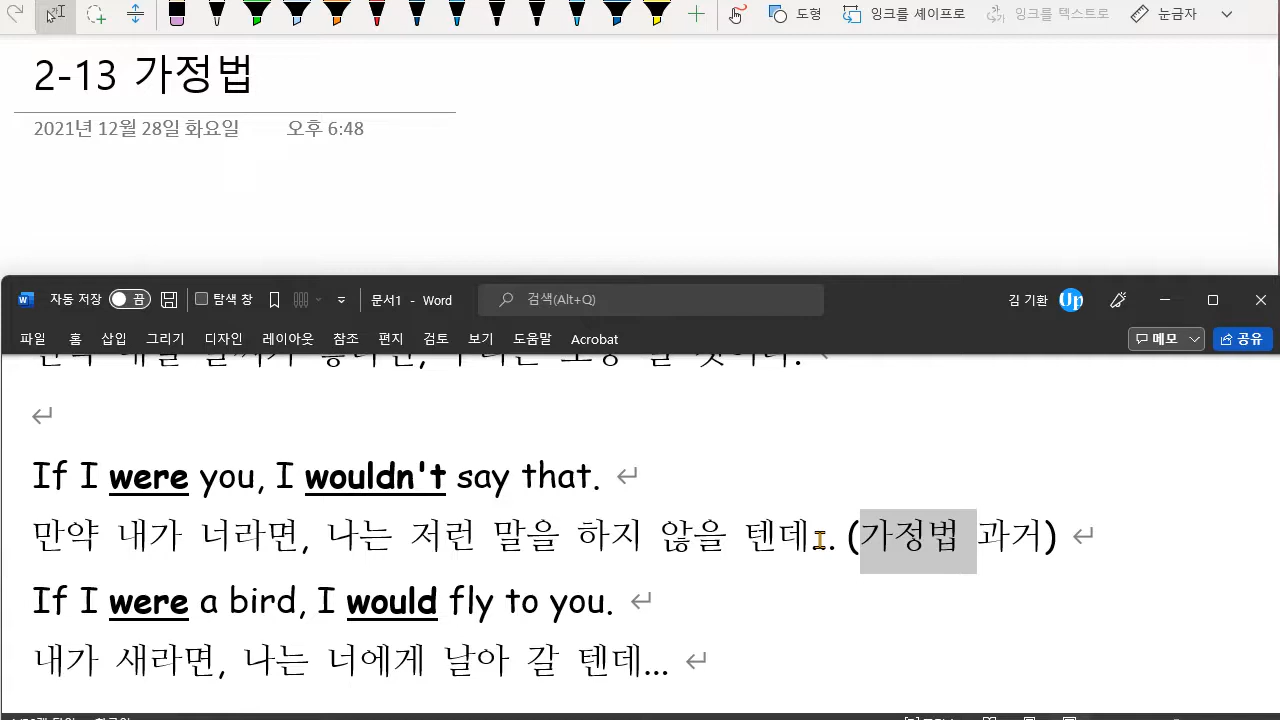 도형 잉크를 셰이프로 잉크를 텍스트로 눈금자
2-13 가정법
2021년 12월 28일 화요일 오후 6:48
자동 저장 끔 탐색 창 문서1 - Word 검색(Alt+Q) 김 기환 Up
파일 홈 삽입 그리기 디자인 레이아웃 참조 편지 검토 보기 도움말 Acrobat 메모 공유
If I were you, I wouldn't say that.
만약 내가 너라면, 나는 저런 말을 하지 않을 텐데... (가정법 과거)
If I were a bird, I would fly to you.
내가 새라면, 나는 너에게 날아 갈 텐데...